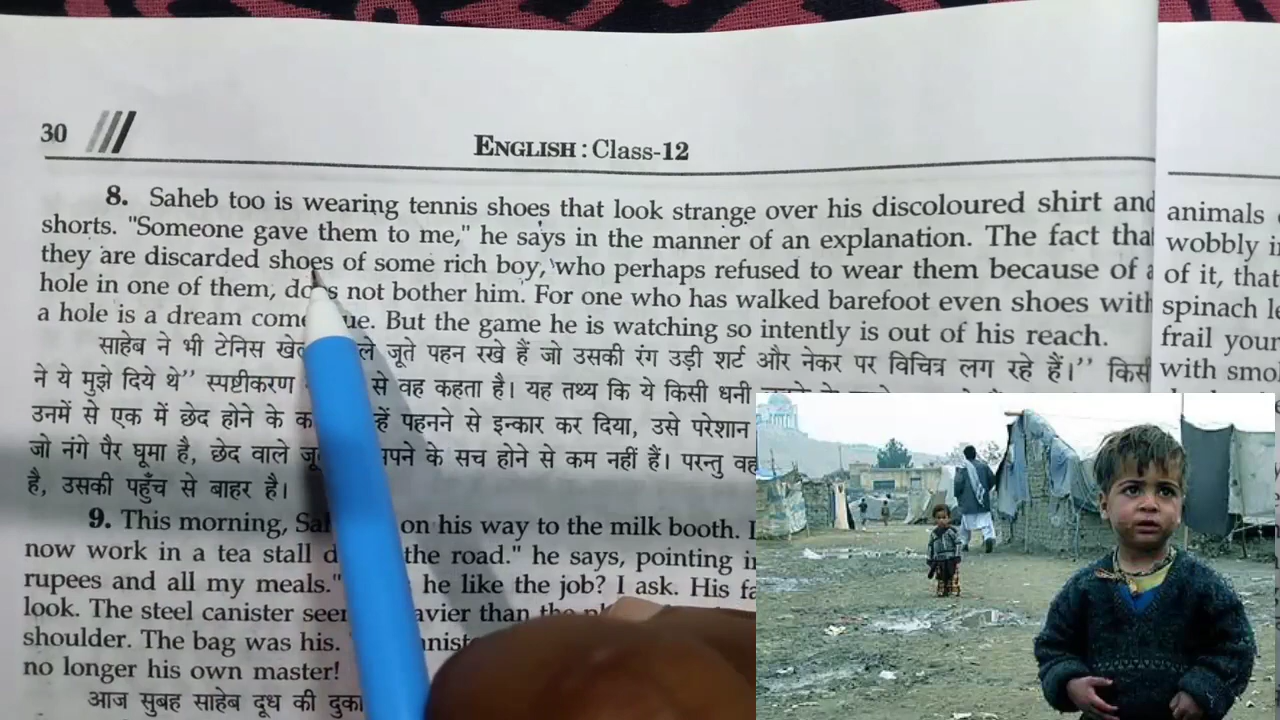 30
ENGLISH : Class-12
8. Saheb too is wearing tennis shoes that look strange over his discoloured shirt and
shorts. "Someone gave them to me," he says in the manner of an explanation. The fact tha
they are discarded shoes of some rich boy, who perhaps refused to wear them because of a
hole in one of them, does not bother him. For one who has walked barefoot even shoes with
a hole is a dream come ue. But the game he is watching so intently is out of his reach.
साहेब ने भी टेनिस जूते पहन रखे हैं जो उसकी रंग उड़ी शर्ट और नेकर पर विचित्र लग रहे हैं।'' किसी
ने ये मुझे दिये थे'' स्पष्टीकरण से वह कहता है। यह तथ्य कि ये किसी धनी
उनमें से एक में छेद होने के पहनने से इन्कार कर दिया, उसे परेशान
जो नंगे पैर घूमा है, छेद वाले पने के सच होने से कम नहीं हैं। परन्तु वह
है, उसकी पहुँच से बाहर है।
9. This morning, on his way to the milk booth.
now work in a tea stall the road." he says, pointing in
rupees and all my meals." he like the job? I ask. His fa
look. The steel canister avier than
shoulder. The bag was his.
no longer his own master!
आज सुबह साहेब दूध की
animals
wobbly in
of it, that
spinach le
frail your
with smo